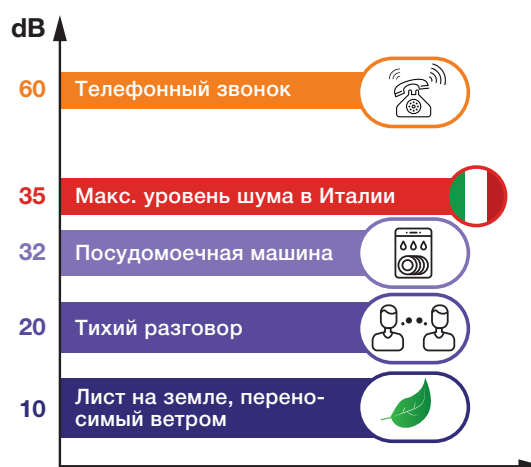 dB
60 Телефонный звонок
35 Макс. уровень шума в Италии
32 Посудомоечная машина
20 Тихий разговор
10 Лист на земле, перено-
симый ветром